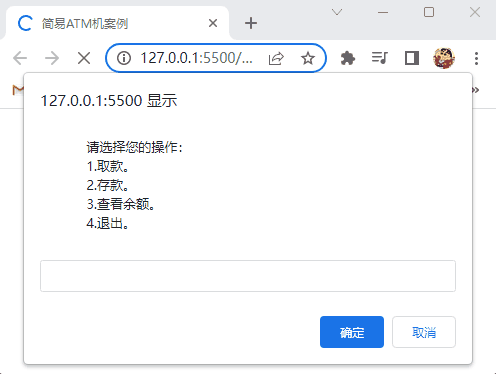 简易ATM机案例
127.0.0.1:5500/...
127.0.0.1:5500 显示
请选择您的操作：
1.取款。
2.存款。
3.查看余额。
4.退出。
确定
取消